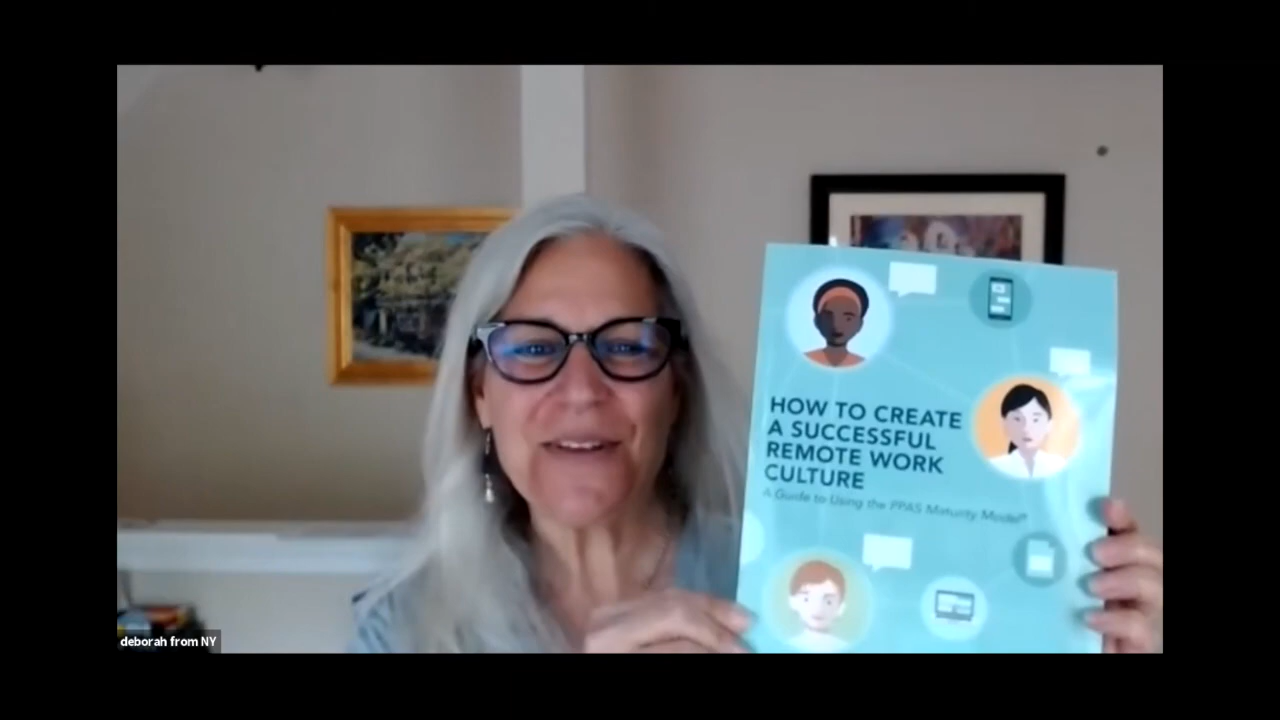 HOW TO CREATE
A SUCCESSFUL
REMOTE WORK
CULTURE
A Guide to Using the PPAS Maturity Model®
deborah from NY